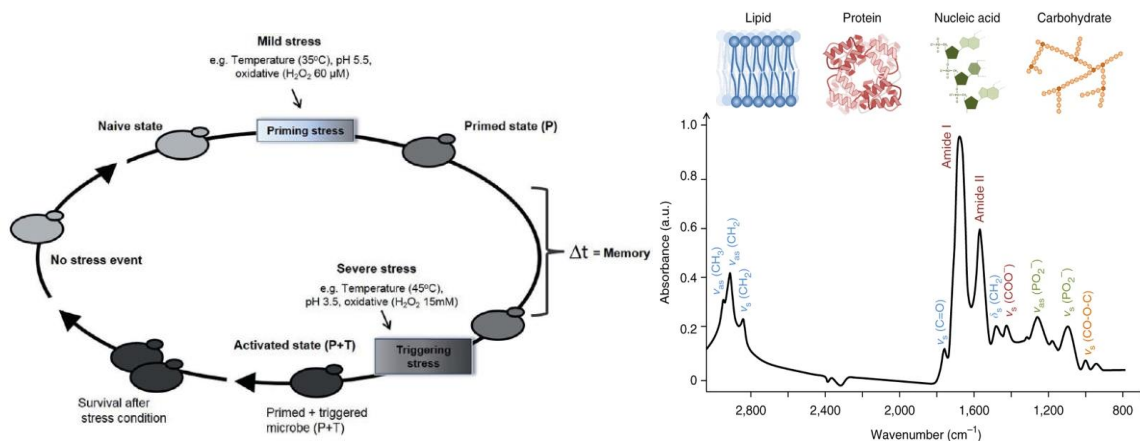 Mild stress
e.g. Temperature (35ºC), pH 5.5,
oxidative (H₂O₂ 60 µM)
Naive state
Priming stress
Primed state (P)
Δt = Memory
No stress event
Severe stress
e.g. Temperature (45ºC),
pH 3.5, oxidative (H₂O₂ 15mM)
Activated state (P+T)
Triggering
stress
Survival after
stress condition
Primed + triggered
microbe (P+T)
Lipid
Protein
Nucleic acid
Carbohydrate
Absorbance (a.u.)
1.0
0.8
0.6
0.4
0.2
0
νas (CH₃)
νas (CH₂)
νs (CH₂)
νs (C=O)
Amide I
Amide II
δs (CH₂)
νs (COO⁻)
νas (PO₂⁻)
νs (PO₂⁻)
νs (CO-O-C)
2,800
2,400
2,000
1,600
1,200
800
Wavenumber (cm⁻¹)